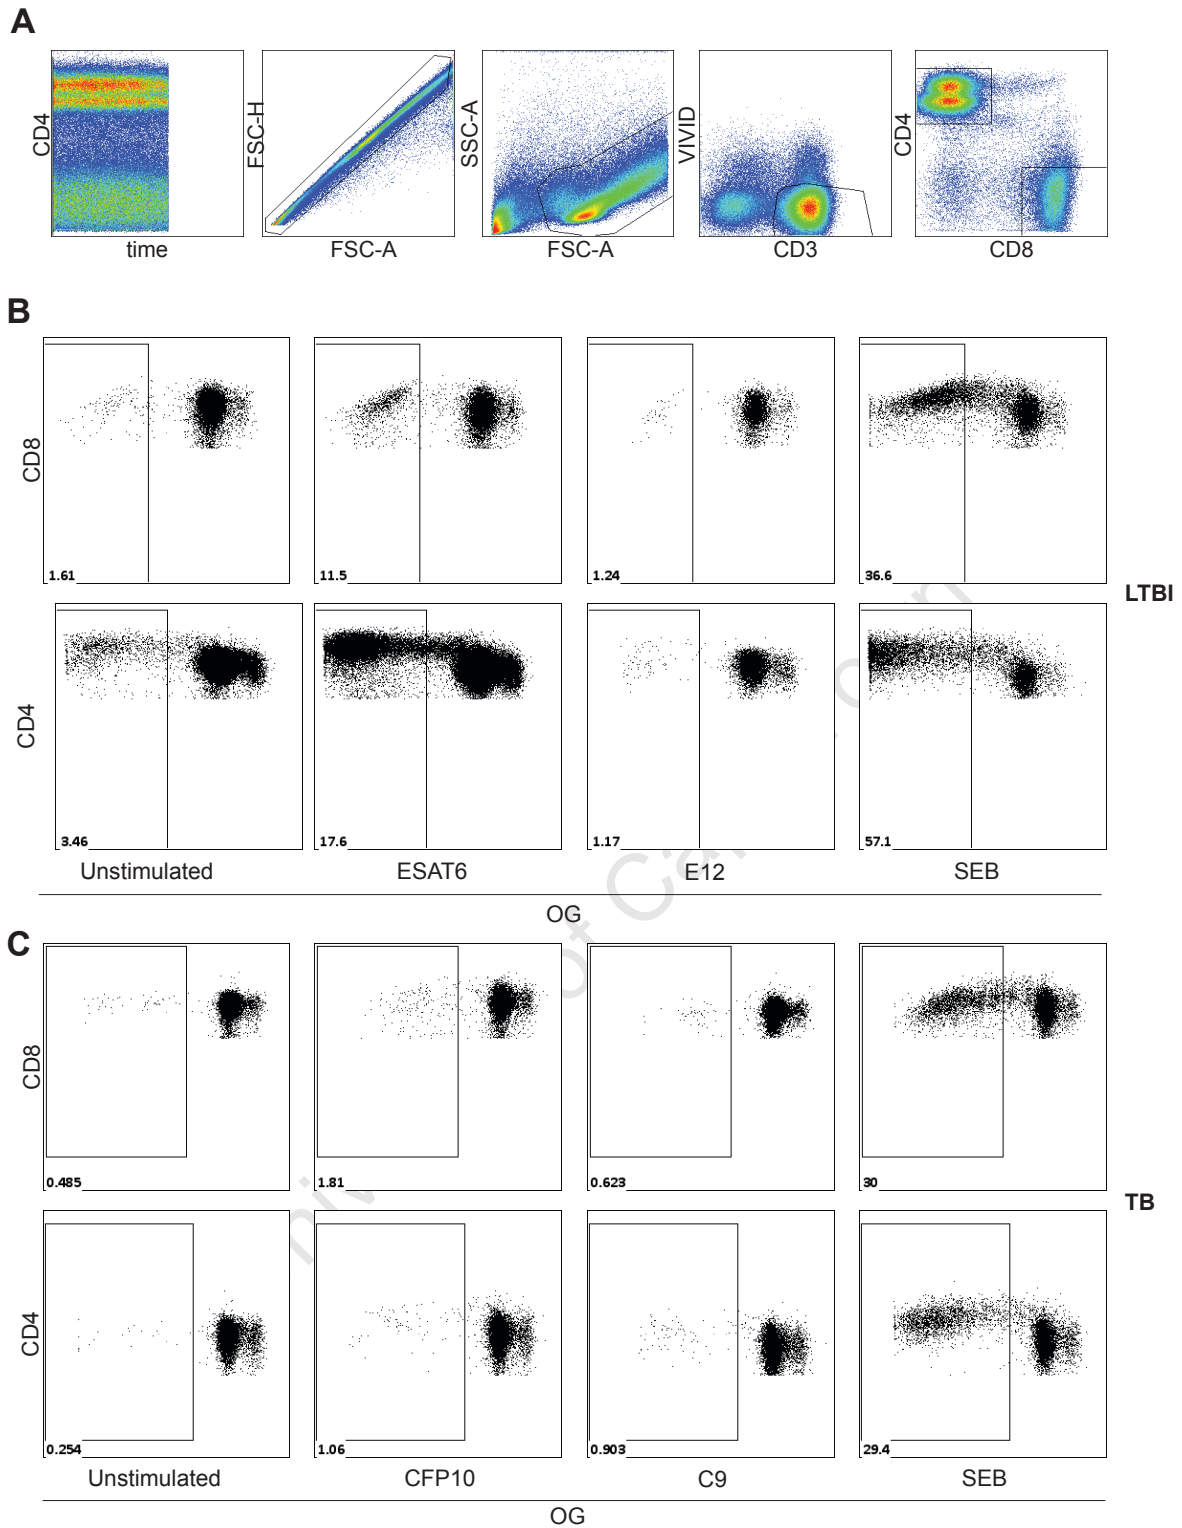 A
CD4
time
FSC-H
FSC-A
SSC-A
FSC-A
VIVID
CD3
CD4
CD8
B
CD8
1.61
11.5
1.24
36.6
LTBI
CD4
3.46
17.6
1.17
57.1
Unstimulated
ESAT6
E12
SEB
OG
C
CD8
0.485
1.81
0.623
30
TB
CD4
0.254
1.06
0.903
29.4
Unstimulated
CFP10
C9
SEB
OG